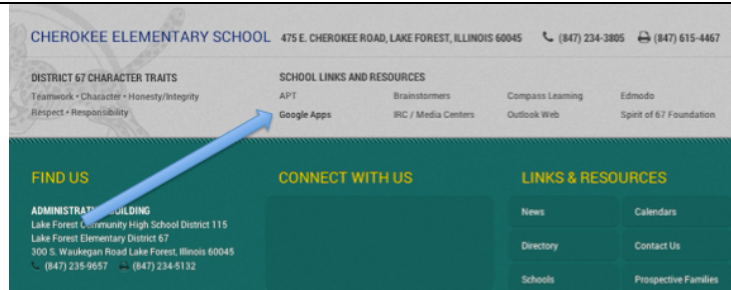 CHEROKEE ELEMENTARY SCHOOL 475 E. CHEROKEE ROAD, LAKE FOREST, ILLINOIS 60045 (847) 234-3805 (847) 615-4467
DISTRICT 67 CHARACTER TRAITS
Teamwork • Character • Honesty/Integrity
Respect • Responsibility
SCHOOL LINKS AND RESOURCES
APT Brainstormers Compass Learning Edmodo
Google Apps IRC / Media Centers Outlook Web Spirit of 67 Foundation
FIND US
ADMINISTRATIVE BUILDING
Lake Forest Community High School District 115
Lake Forest Elementary District 67
300 S. Waukegan Road Lake Forest, Illinois 60045
(847) 235-9657 (847) 234-5132
CONNECT WITH US
LINKS & RESOURCES
News Calendars
Directory Contact Us
Schools Prospective Families